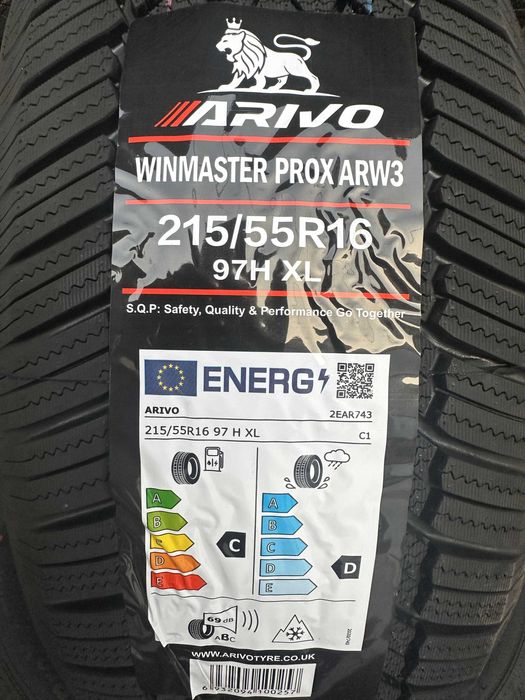 ARIVO
WINMASTER PROX ARW3
215/55R16
97H XL
S.Q.P: Safety, Quality & Performance Go Together
ENERG
ARIVO 2EAR743
215/55R16 97 H XL C1
A A
B B
C C C
D D D
E E
69 dB
ABC
WWW.ARIVOTYRE.CO.UK
6932094100257